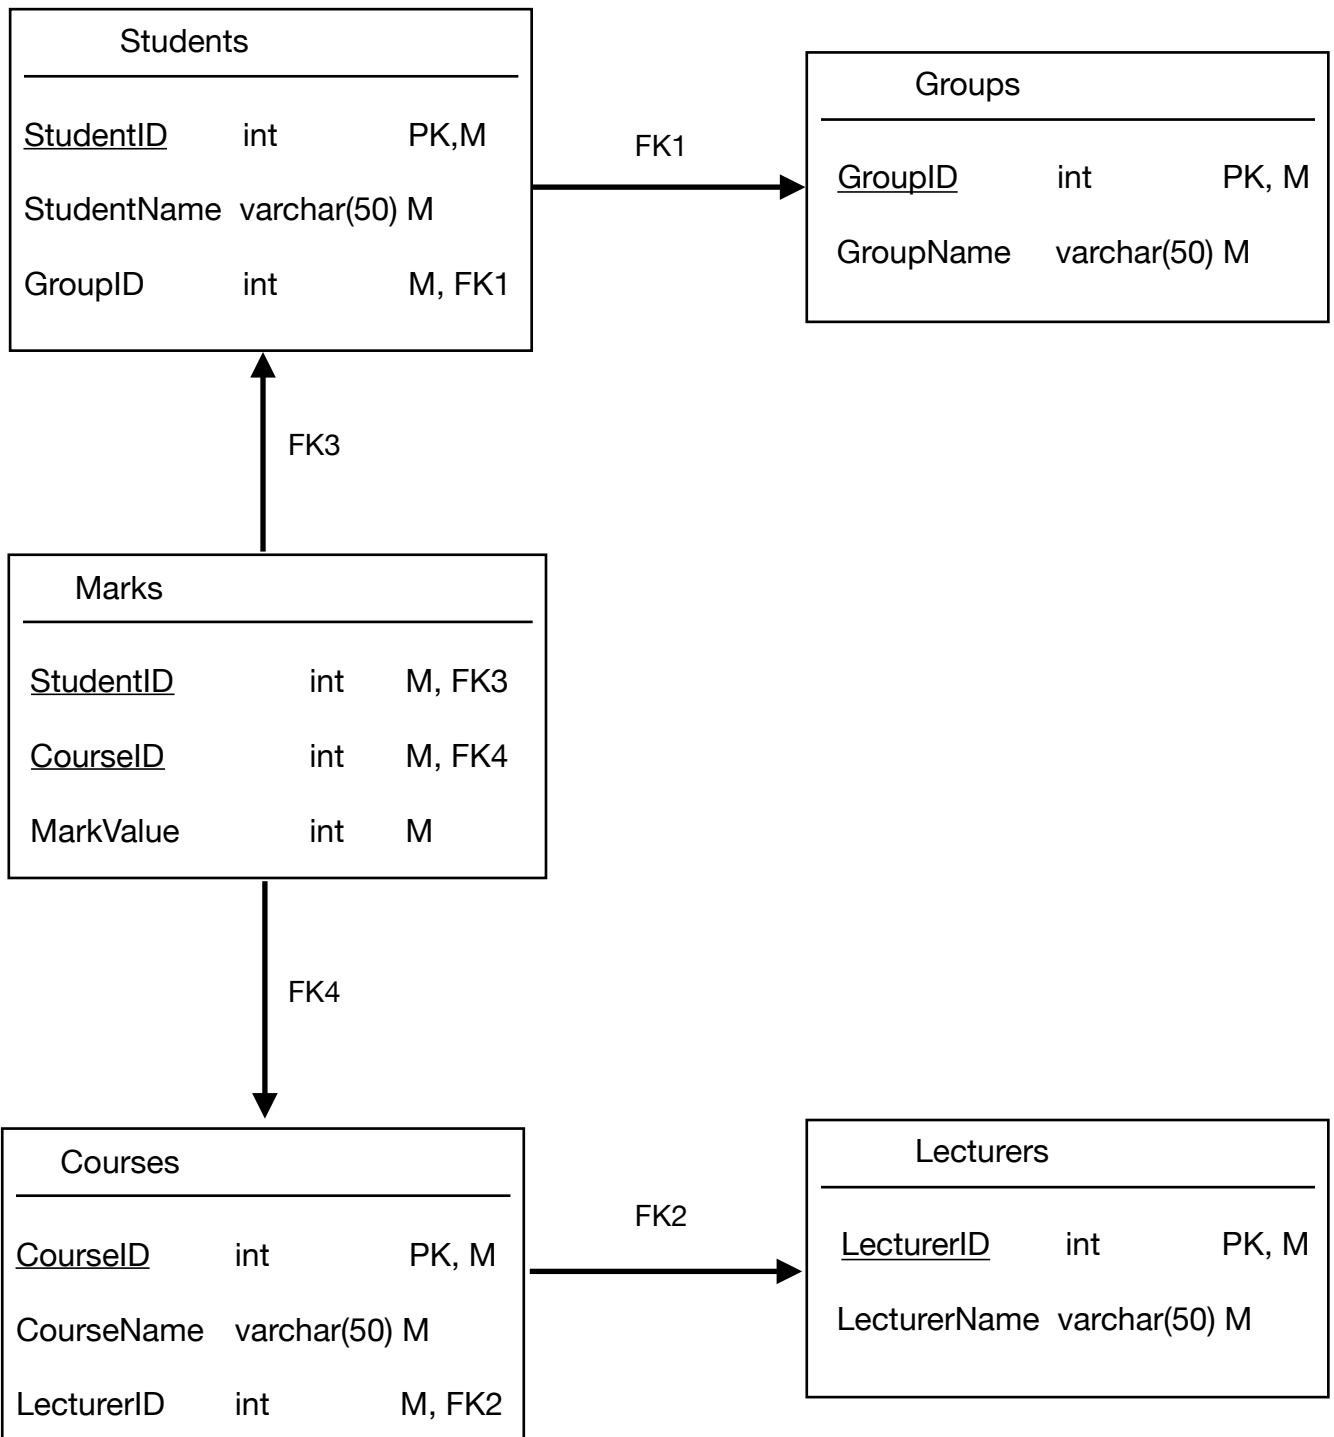 Students
StudentID int PK,M
StudentName varchar(50) M
GroupID int M, FK1
FK1
Groups
GroupID int PK, M
GroupName varchar(50) M
FK3
Marks
StudentID int M, FK3
CourseID int M, FK4
MarkValue int M
FK4
Courses
CourseID int PK, M
CourseName varchar(50) M
LecturerID int M, FK2
FK2
Lecturers
LecturerID int PK, M
LecturerName varchar(50) M